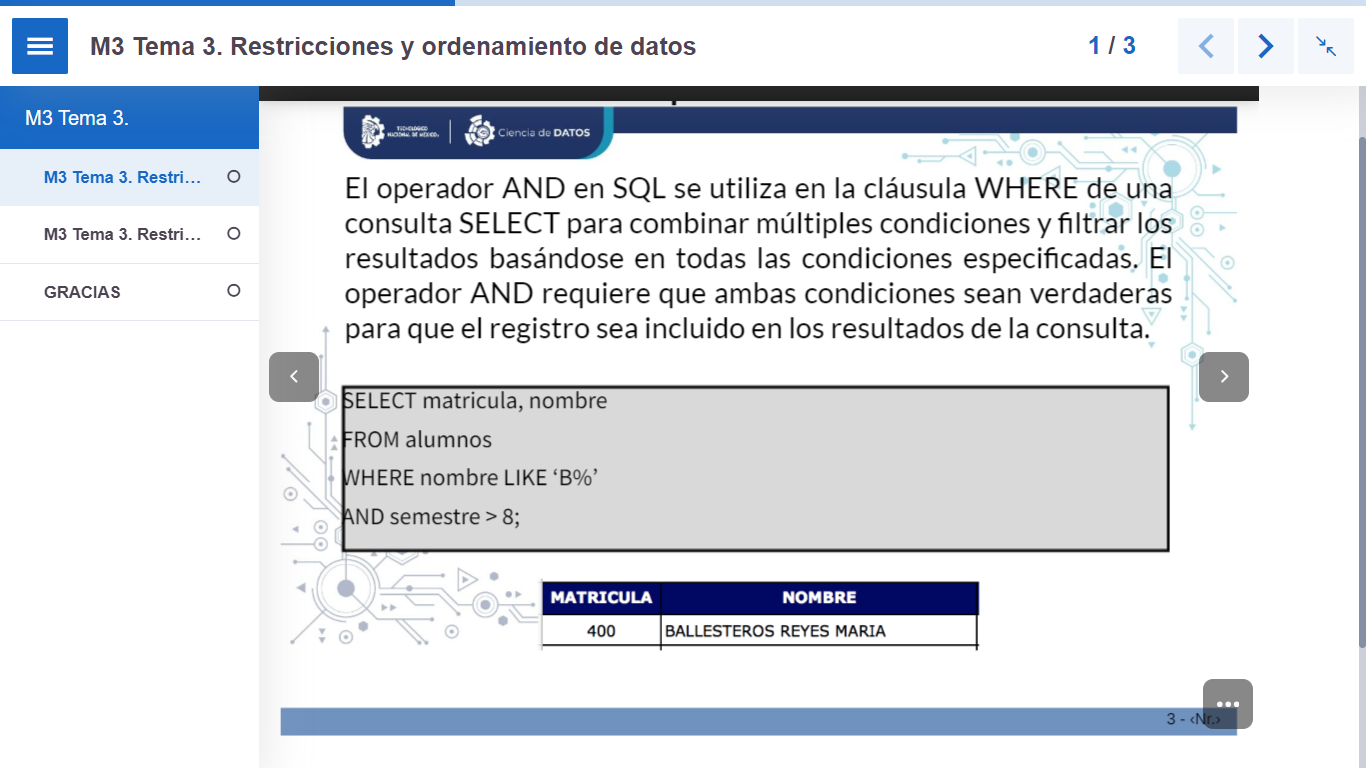 M3 Tema 3. Restricciones y ordenamiento de datos
1 / 3
M3 Tema 3.
M3 Tema 3. Restri...
M3 Tema 3. Restri...
GRACIAS
TECNOLÓGICO
NACIONAL DE MÉXICO.
Ciencia de DATOS
El operador AND en SQL se utiliza en la cláusula WHERE de una
consulta SELECT para combinar múltiples condiciones y filtrar los
resultados basándose en todas las condiciones especificadas. El
operador AND requiere que ambas condiciones sean verdaderas
para que el registro sea incluido en los resultados de la consulta.
SELECT matricula, nombre
FROM alumnos
WHERE nombre LIKE ‘B%’
AND semestre > 8;
MATRICULA NOMBRE
400 BALLESTEROS REYES MARIA
3 - ‹Nr.›